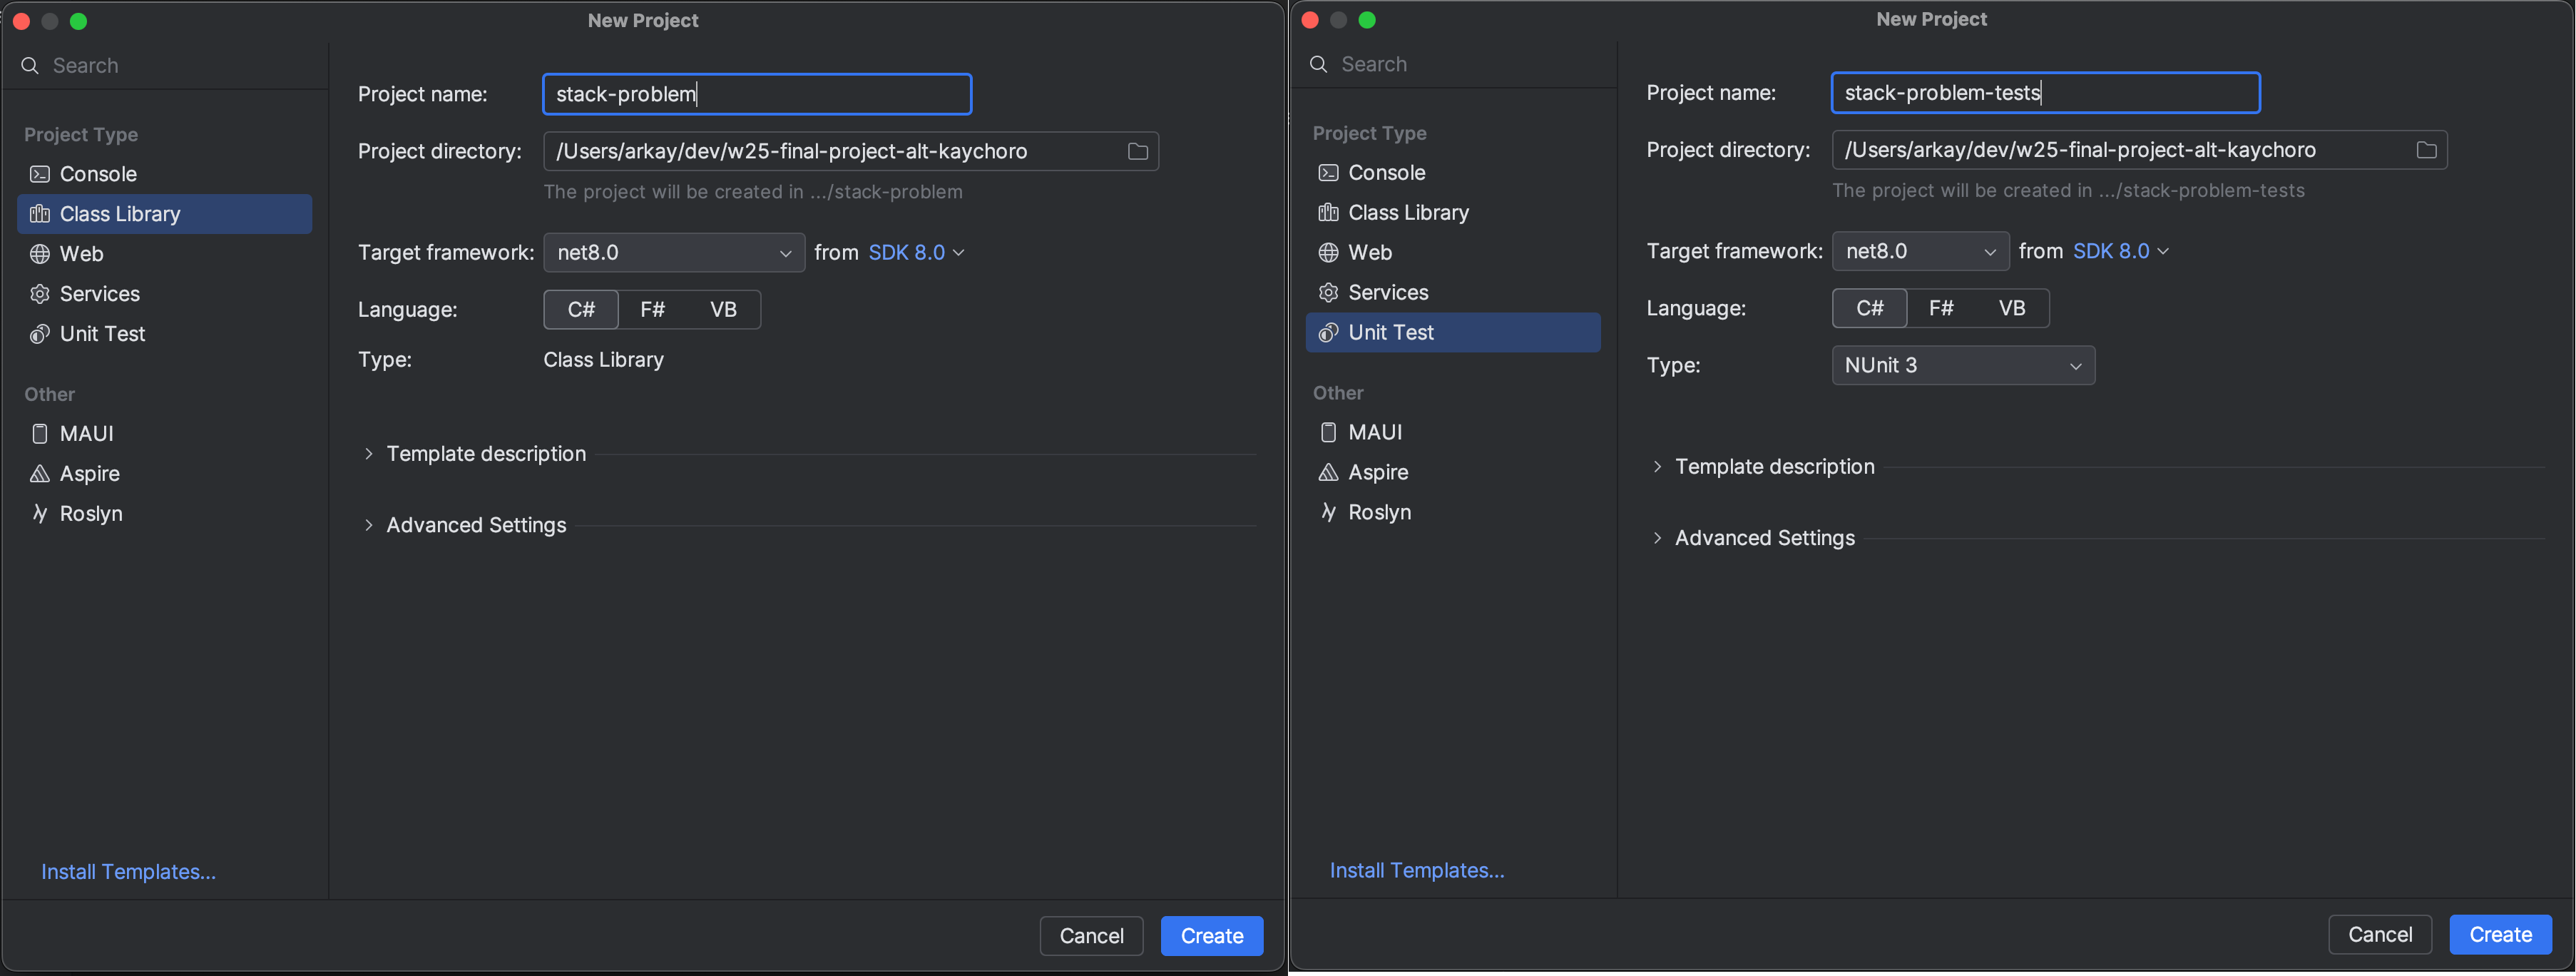 New Project
Search
Project Type
Console
Class Library
Web
Services
Unit Test
Other
MAUI
Aspire
Roslyn
Install Templates...
Project name: stack-problem
Project directory: /Users/arkay/dev/w25-final-project-alt-kaychoro
The project will be created in .../stack-problem
Target framework: net8.0 from SDK 8.0
Language: C# F# VB
Type: Class Library
Template description
Advanced Settings
Cancel Create
New Project
Search
Project Type
Console
Class Library
Web
Services
Unit Test
Other
MAUI
Aspire
Roslyn
Install Templates...
Project name: stack-problem-tests
Project directory: /Users/arkay/dev/w25-final-project-alt-kaychoro
The project will be created in .../stack-problem-tests
Target framework: net8.0 from SDK 8.0
Language: C# F# VB
Type: NUnit 3
Template description
Advanced Settings
Cancel Create